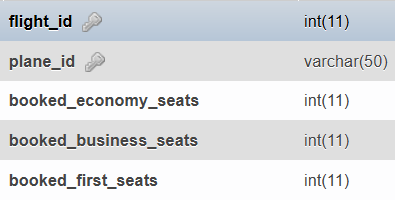 flight_id int(11)
plane_id varchar(50)
booked_economy_seats int(11)
booked_business_seats int(11)
booked_first_seats int(11)